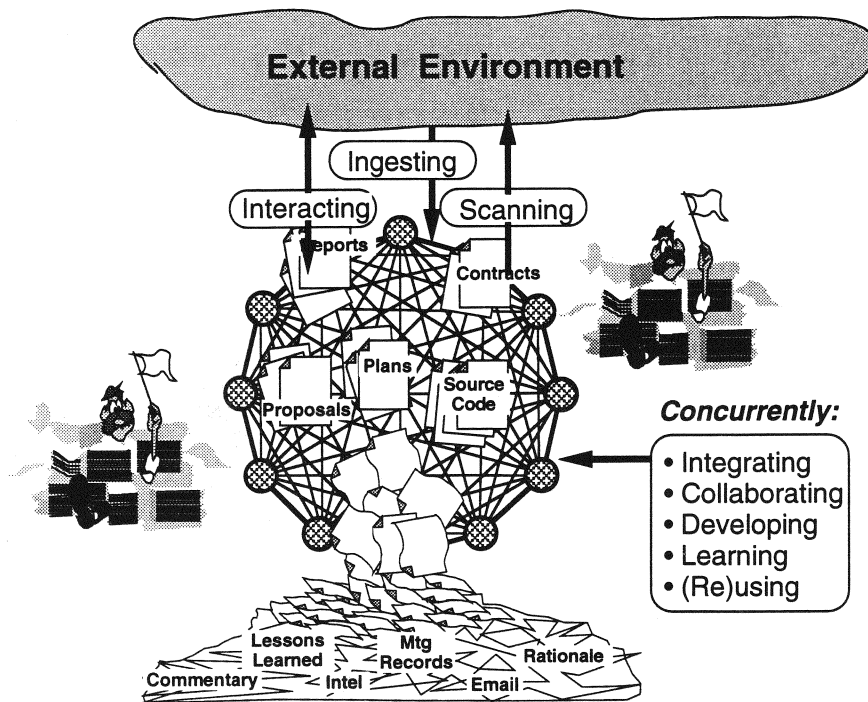 External Environment
Ingesting
Interacting
Scanning
eports
Contracts
Plans
Proposals
Source
Code
Concurrently:
• Integrating
• Collaborating
• Developing
• Learning
• (Re)using
Lessons
Learned
Mtg
Records
Rationale
Commentary
Intel
Email